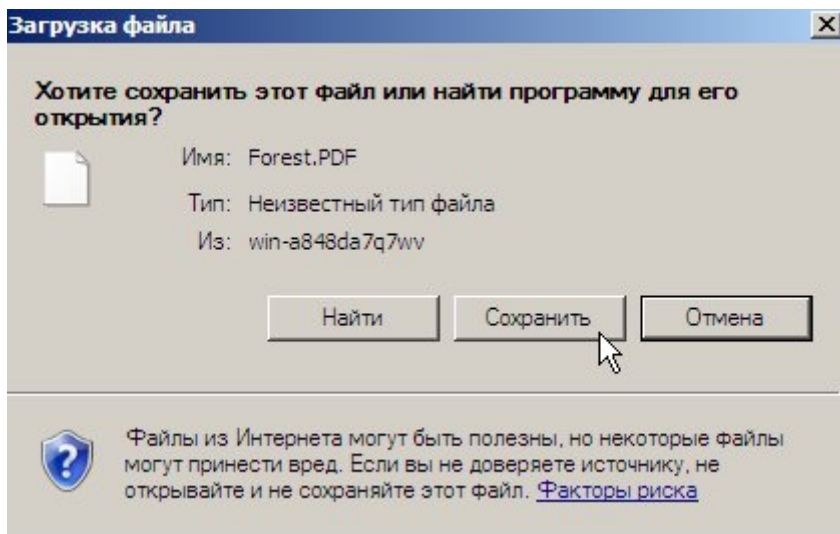 Загрузка файла
Хотите сохранить этот файл или найти программу для его
открытия?
Имя: Forest.PDF
Тип: Неизвестный тип файла
Из: win-a848da7q7wv
Найти Сохранить Отмена
Файлы из Интернета могут быть полезны, но некоторые файлы
могут принести вред. Если вы не доверяете источнику, не
открывайте и не сохраняйте этот файл. Факторы риска